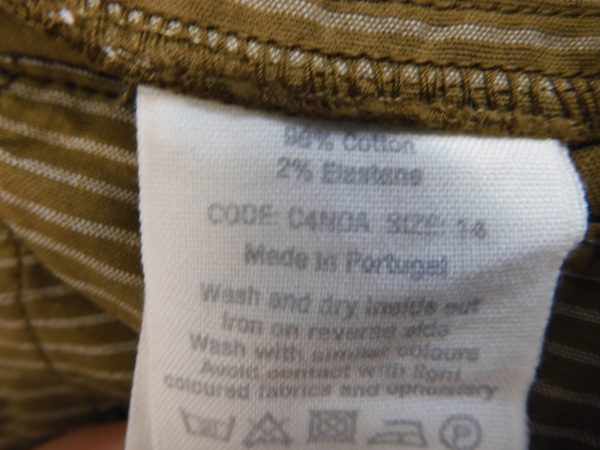 98% Cotton
2% Elastane
CODE: C4N0A SIZE: 14
Made in Portugal
Wash and dry inside out
Iron on reverse side
Wash with similar colours
Avoid contact with light
coloured fabrics and upholstery
P